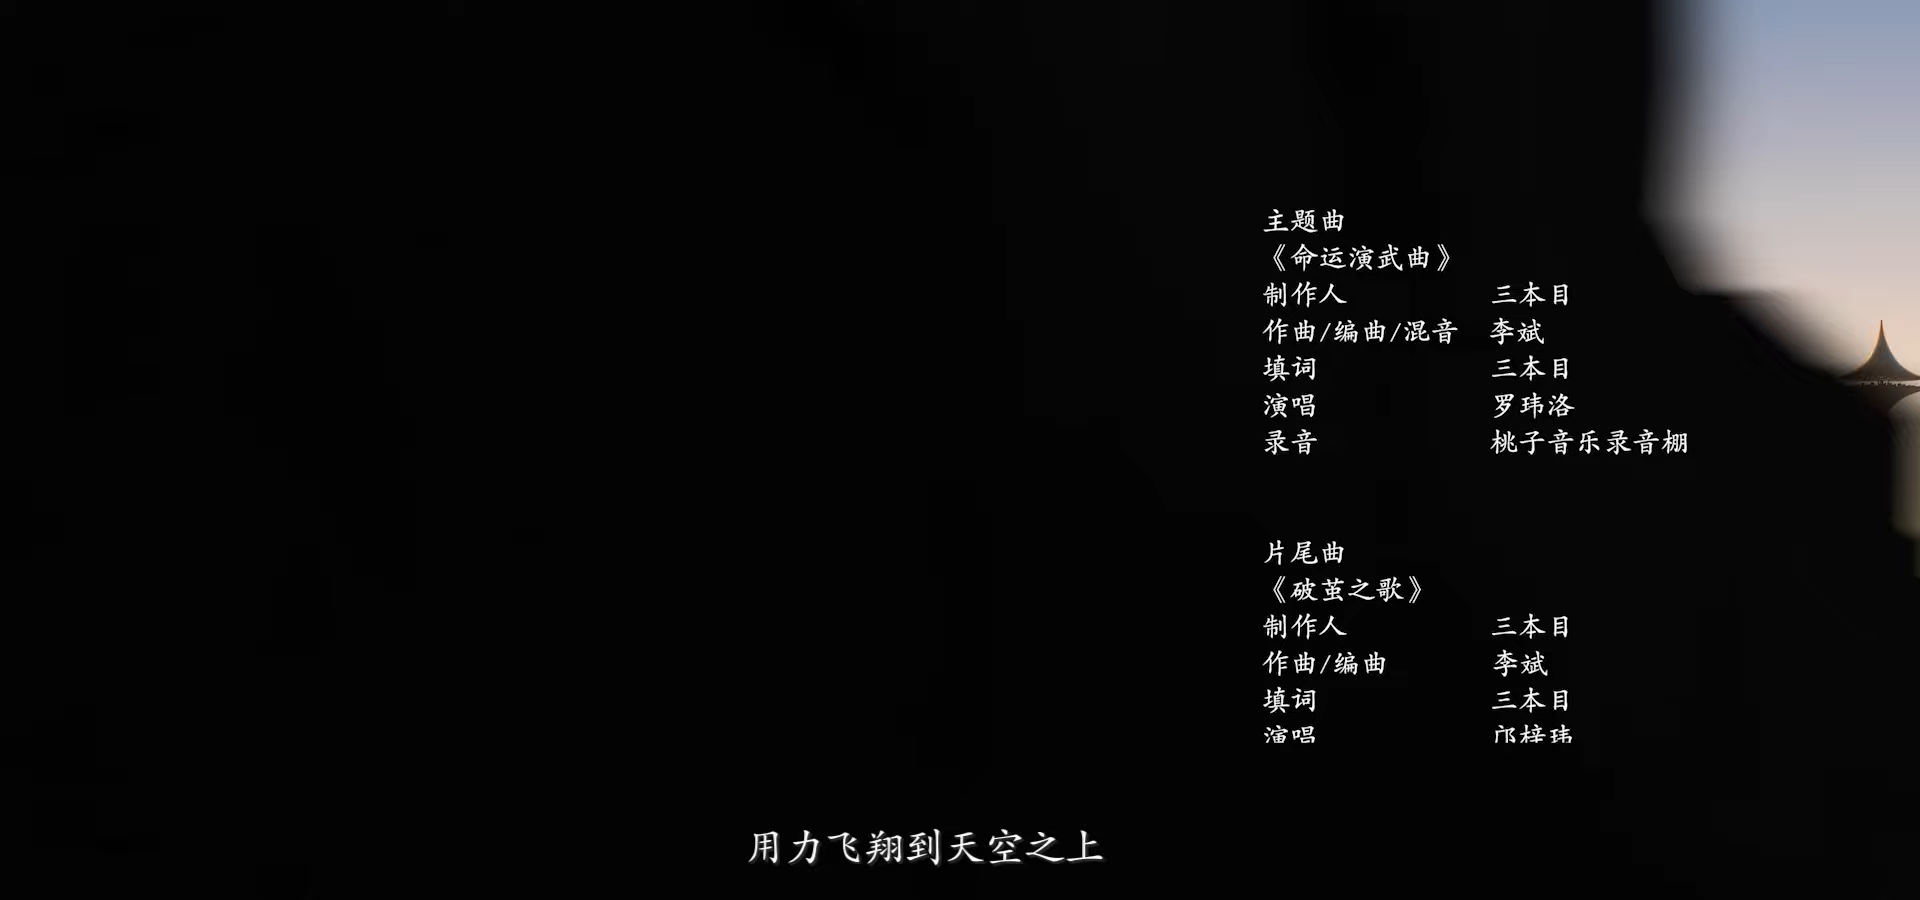 主题曲
《命运演武曲》
制作人 三本目
作曲/编曲/混音 李斌
填词 三本目
演唱 罗玮洛
录音 桃子音乐录音棚
片尾曲
《破茧之歌》
制作人 三本目
作曲/编曲 李斌
填词 三本目
演唱
用力飞翔到天空之上